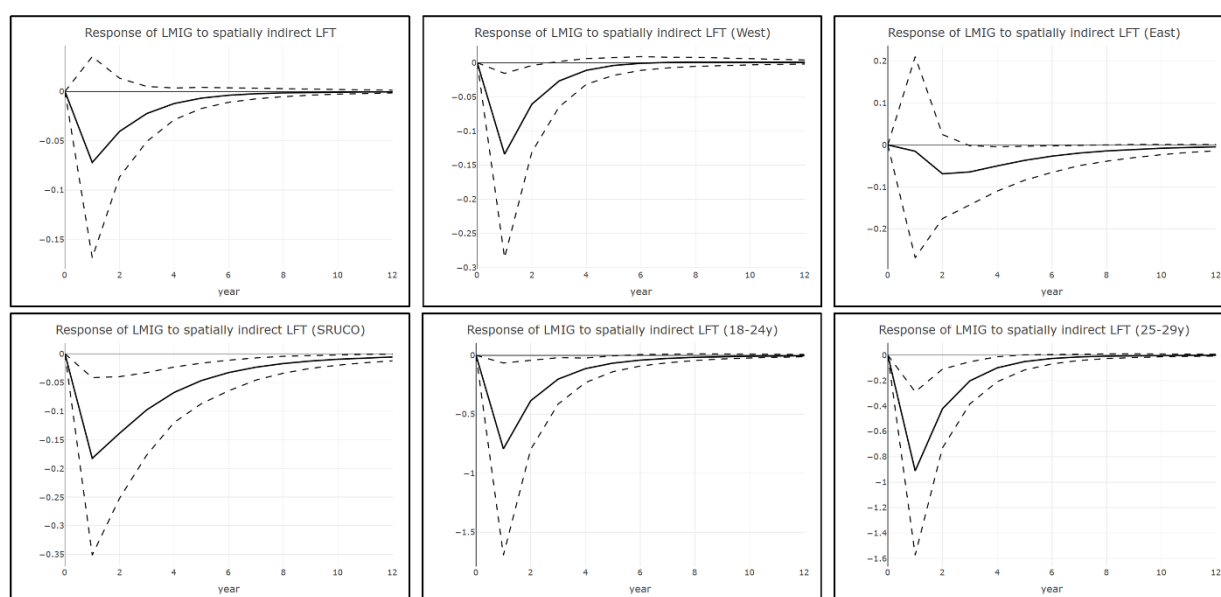 Response of LMIG to spatially indirect LFT
0
−0.05
−0.1
−0.15
0 2 4 6 8 10 12
year
Response of LMIG to spatially indirect LFT (West)
0
−0.05
−0.1
−0.15
−0.2
−0.25
−0.3
0 2 4 6 8 10 12
year
Response of LMIG to spatially indirect LFT (East)
0.2
0.1
0
−0.1
−0.2
0 2 4 6 8 10 12
year
Response of LMIG to spatially indirect LFT (SRUCO)
0
−0.05
−0.1
−0.15
−0.2
−0.25
−0.3
−0.35
0 2 4 6 8 10 12
year
Response of LMIG to spatially indirect LFT (18-24y)
0
−0.5
−1
−1.5
0 2 4 6 8 10 12
year
Response of LMIG to spatially indirect LFT (25-29y)
0
−0.2
−0.4
−0.6
−0.8
−1
−1.2
−1.4
−1.6
0 2 4 6 8 10 12
year